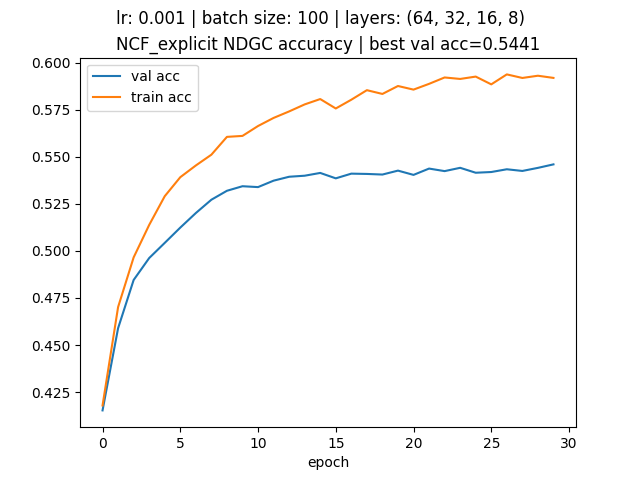 lr: 0.001 | batch size: 100 | layers: (64, 32, 16, 8)
NCF_explicit NDGC accuracy | best val acc=0.5441
val acc
train acc
0.600
0.575
0.550
0.525
0.500
0.475
0.450
0.425
0 5 10 15 20 25 30
epoch